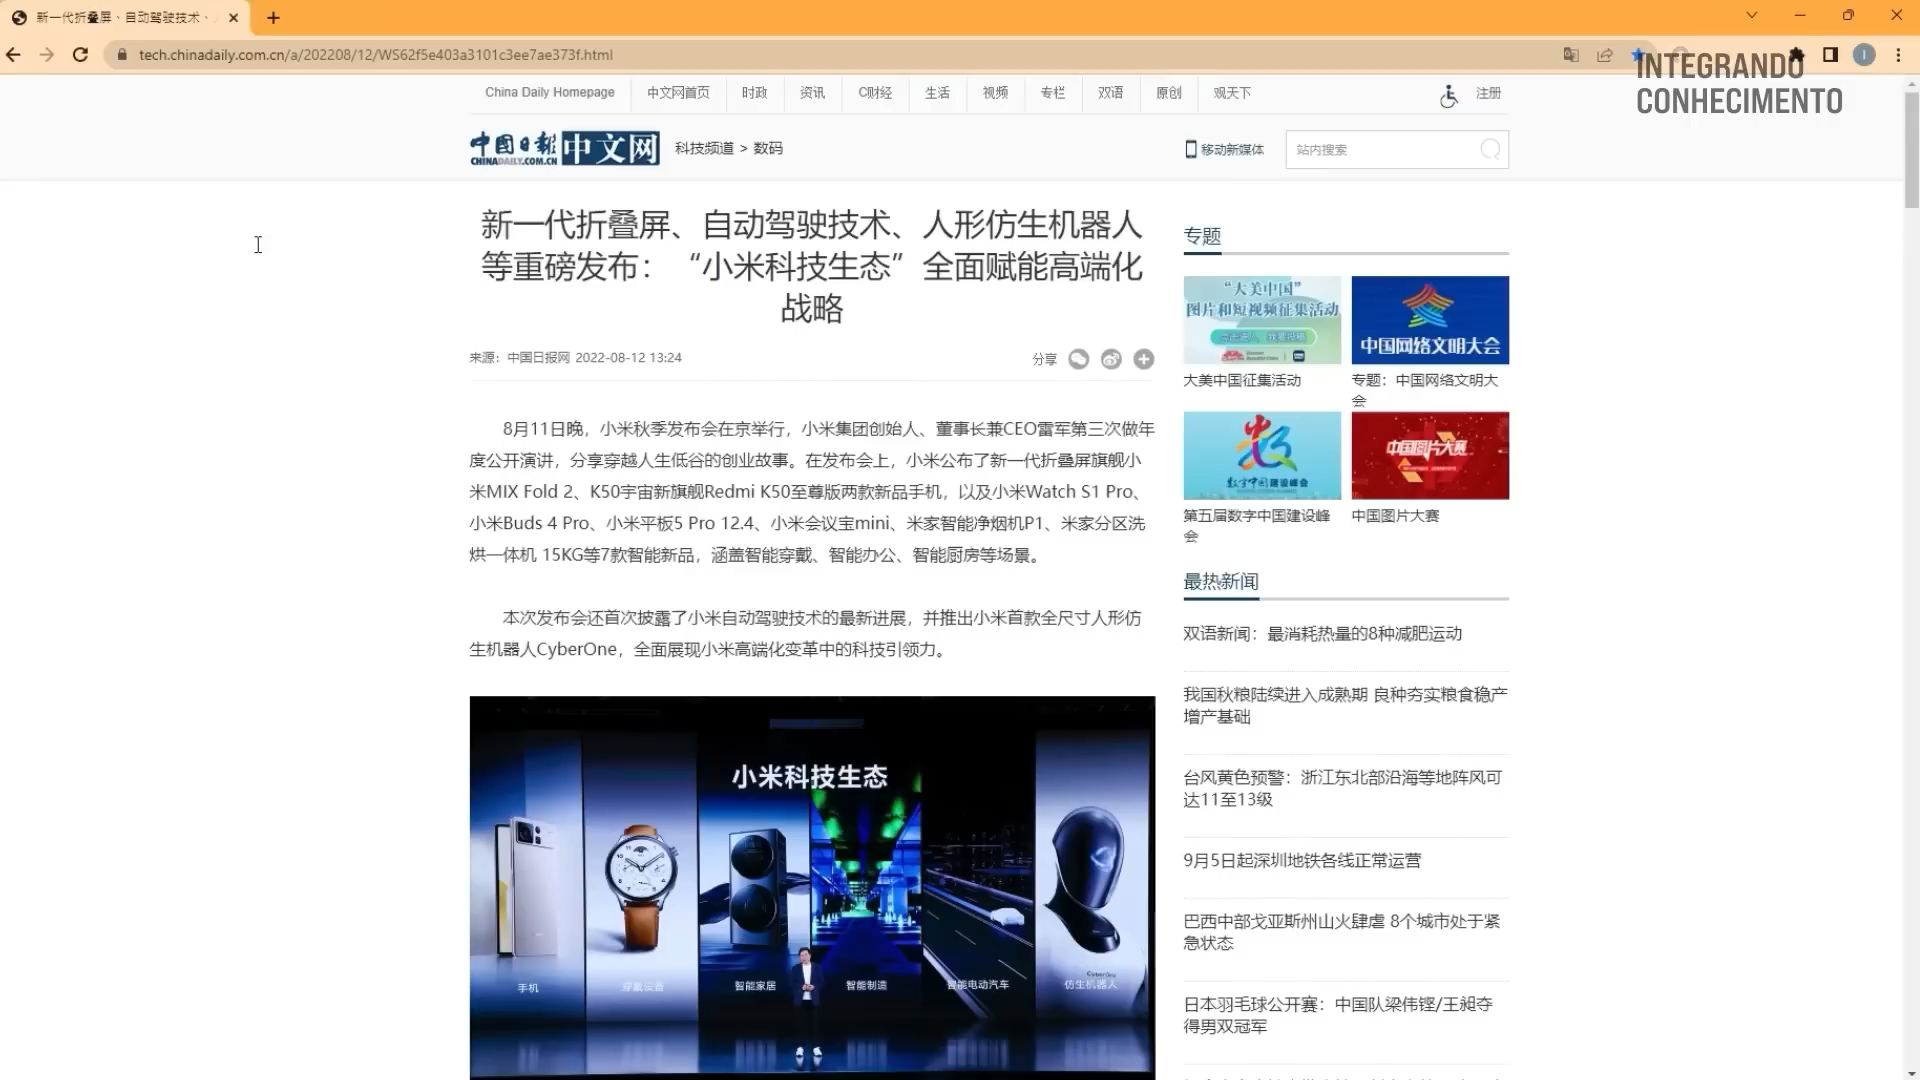 新一代折叠屏、自动驾驶技术、
tech.chinadaily.com.cn/a/202208/12/WS62f5e403a3101c3ee7ae373f.html
I
INTEGRANDO
CONHECIMENTO
China Daily Homepage 中文网首页 时政 资讯 C财经 生活 视频 专栏 双语 原创 观天下 注册
中国日报 中文网
CHINADAILY.COM.CN
科技频道 > 数码
移动新媒体
站内搜索
新一代折叠屏、自动驾驶技术、人形仿生机器人
等重磅发布：“小米科技生态”全面赋能高端化
战略
来源：中国日报网 2022-08-12 13:24
分享
8月11日晚，小米秋季发布会在京举行，小米集团创始人、董事长兼CEO雷军第三次做年
度公开演讲，分享穿越人生低谷的创业故事。在发布会上，小米公布了新一代折叠屏旗舰小
米MIX Fold 2、K50宇宙新旗舰Redmi K50至尊版两款新品手机，以及小米Watch S1 Pro、
小米Buds 4 Pro、小米平板5 Pro 12.4、小米会议宝mini、米家智能净烟机P1、米家分区洗
烘一体机 15KG等7款智能新品，涵盖智能穿戴、智能办公、智能厨房等场景。
本次发布会还首次披露了小米自动驾驶技术的最新进展，并推出小米首款全尺寸人形仿
生机器人CyberOne，全面展现小米高端化变革中的科技引领力。
小米科技生态
手机
穿戴设备
智能家居
智能制造
智能电动汽车
CyberOne
仿生机器人
专题
“大美中国”
图片和短视频征集活动
大美中国征集活动
中国网络文明大会
专题：中国网络文明大
会
数字中国建设峰会
第五届数字中国建设峰
会
中国图片大赛
中国图片大赛
最热新闻
双语新闻：最消耗热量的8种减肥运动
我国秋粮陆续进入成熟期 良种夯实粮食稳产
增产基础
台风黄色预警：浙江东北部沿海等地阵风可
达11至13级
9月5日起深圳地铁各线正常运营
巴西中部戈亚斯州山火肆虐 8个城市处于紧
急状态
日本羽毛球公开赛：中国队梁伟铿/王昶夺
得男双冠军